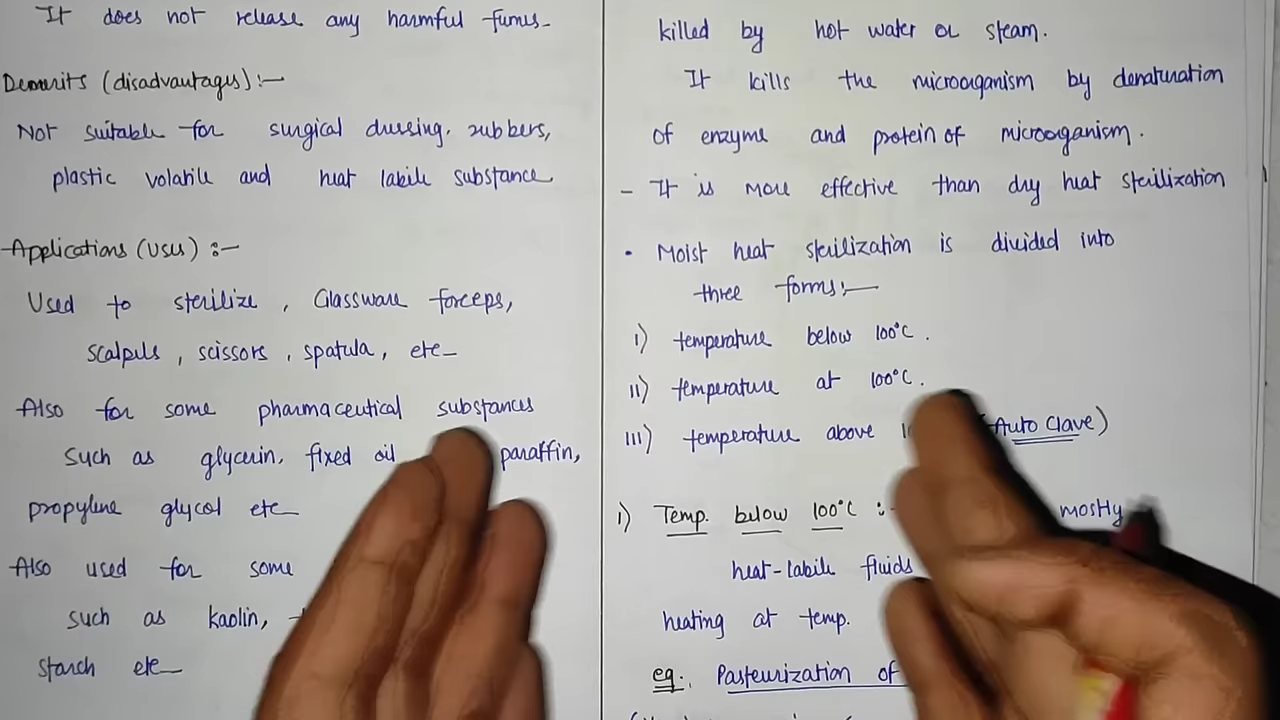 It does not release any harmful fumes
Demerits (disadvantages) :-
Not suitable for surgical dressing, rubbers,
plastic volatile and heat labile substance
Applications (Uses) :-
Used to sterilize, Glassware forceps,
scalpels, scissors, spatula, etc
Also for some pharmaceutical substances
Such as glycerin, fixed oil paraffin,
propylene glycol etc
Also used for some
such as kaolin,
starch etc
killed by hot water or steam.
It kills the microorganism by denaturation
of enzyme and protein of microorganism.
- It is more effective than dry heat sterilization
• Moist heat sterilization is divided into
three forms:-
i) temperature below 100°C.
ii) temperature at 100°C.
iii) temperature above (Auto Clave)
i) Temp. below 100°C :- mostly
heat-labile fluids
heating at temp.
eg. Pasteurization of